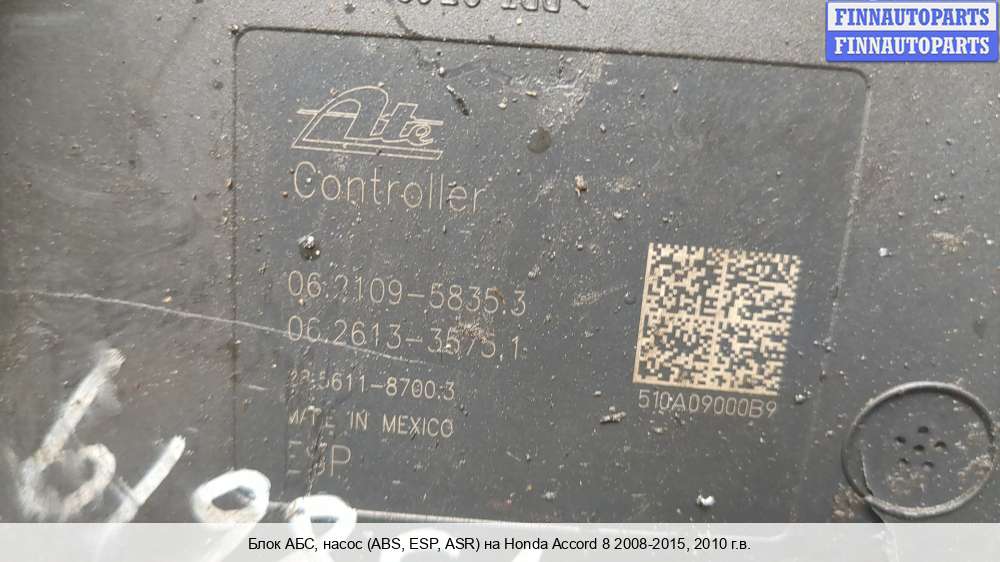 FINNAUTOPARTS
FINNAUTOPARTS
Ate
Controller
06.2109-5835.3
06.2613-3575.1
28.5611-8700.3
MADE IN MEXICO
ESP
510A09000B9
Блок АБС, насос (ABS, ESP, ASR) на Honda Accord 8 2008-2015, 2010 г.в.